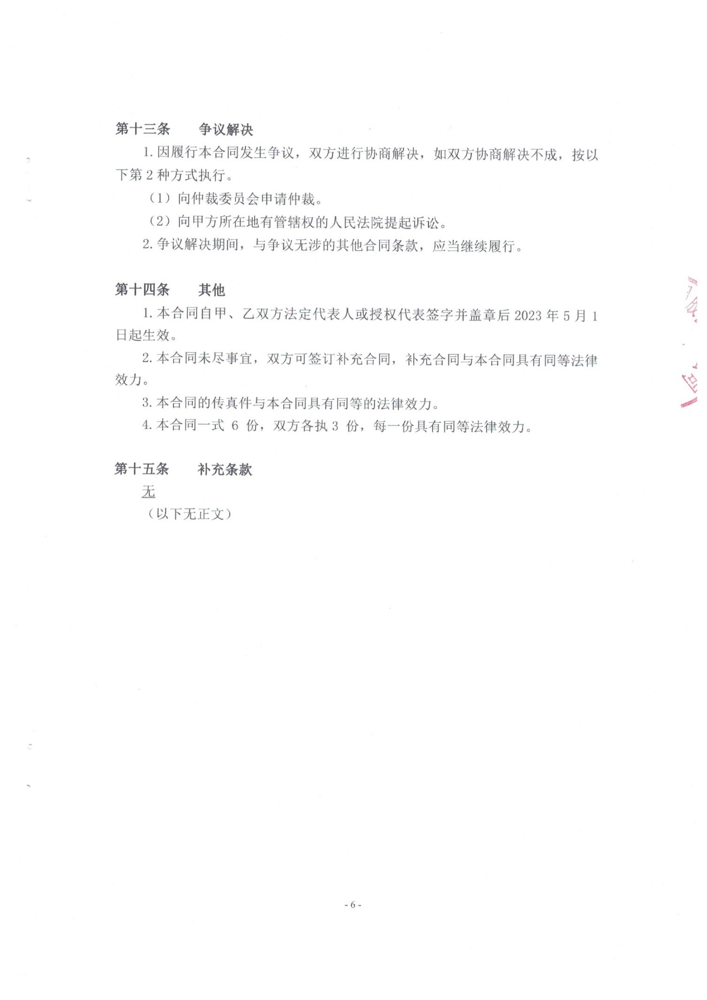 第十三条 争议解决
1.因履行本合同发生争议，双方进行协商解决，如双方协商解决不成，按以
下第2种方式执行。
（1）向仲裁委员会申请仲裁。
（2）向甲方所在地有管辖权的人民法院提起诉讼。
2.争议解决期间，与争议无涉的其他合同条款，应当继续履行。
第十四条 其他
1.本合同自甲、乙双方法定代表人或授权代表签字并盖章后2023年5月1
日起生效。
2.本合同未尽事宜，双方可签订补充合同，补充合同与本合同具有同等法律
效力。
3.本合同的传真件与本合同具有同等的法律效力。
4.本合同一式 6 份，双方各执3 份，每一份具有同等法律效力。
第十五条 补充条款
无
（以下无正文）
- 6 -